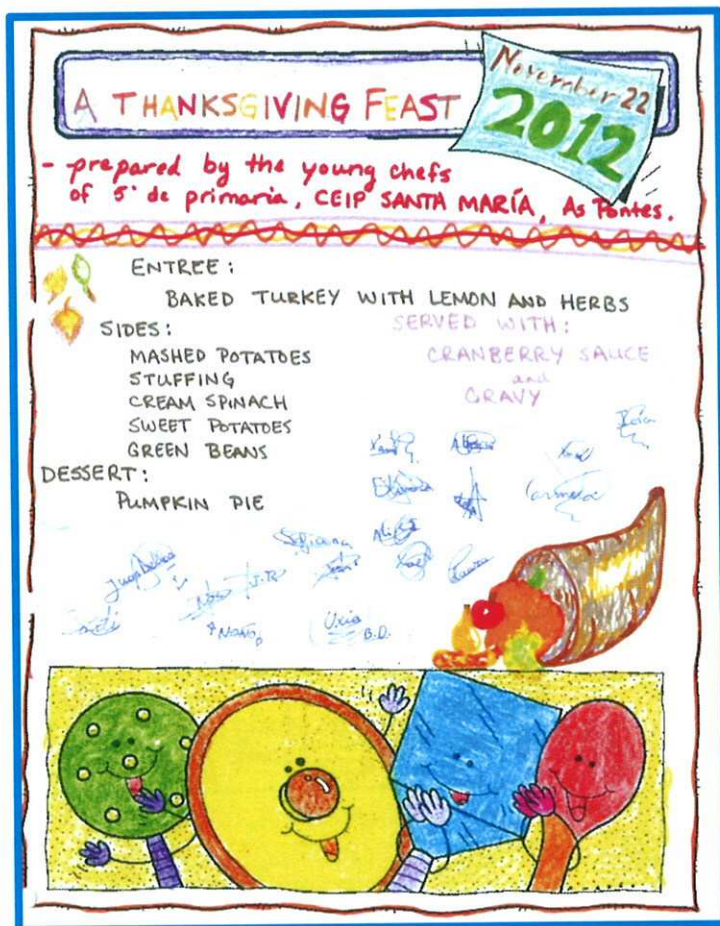 A THANKSGIVING FEAST
November 22
2012
- prepared by the young chefs
of 5º de primaria, CEIP SANTA MARÍA, As Pontes.
ENTREE:
BAKED TURKEY WITH LEMON AND HERBS
SIDES:
MASHED POTATOES
STUFFING
CREAM SPINACH
SWEET POTATOES
GREEN BEANS
SERVED WITH:
CRANBERRY SAUCE
and
GRAVY
DESSERT:
PUMPKIN PIE
Uxía
B.D.